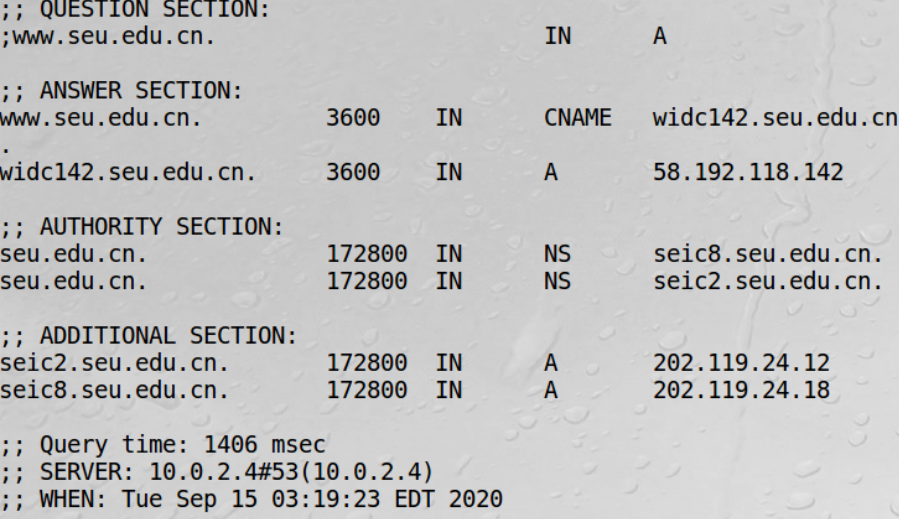 ;; QUESTION SECTION:
;www.seu.edu.cn. IN A
;; ANSWER SECTION:
www.seu.edu.cn. 3600 IN CNAME widc142.seu.edu.cn
.
widc142.seu.edu.cn. 3600 IN A 58.192.118.142
;; AUTHORITY SECTION:
seu.edu.cn. 172800 IN NS seic8.seu.edu.cn.
seu.edu.cn. 172800 IN NS seic2.seu.edu.cn.
;; ADDITIONAL SECTION:
seic2.seu.edu.cn. 172800 IN A 202.119.24.12
seic8.seu.edu.cn. 172800 IN A 202.119.24.18
;; Query time: 1406 msec
;; SERVER: 10.0.2.4#53(10.0.2.4)
;; WHEN: Tue Sep 15 03:19:23 EDT 2020